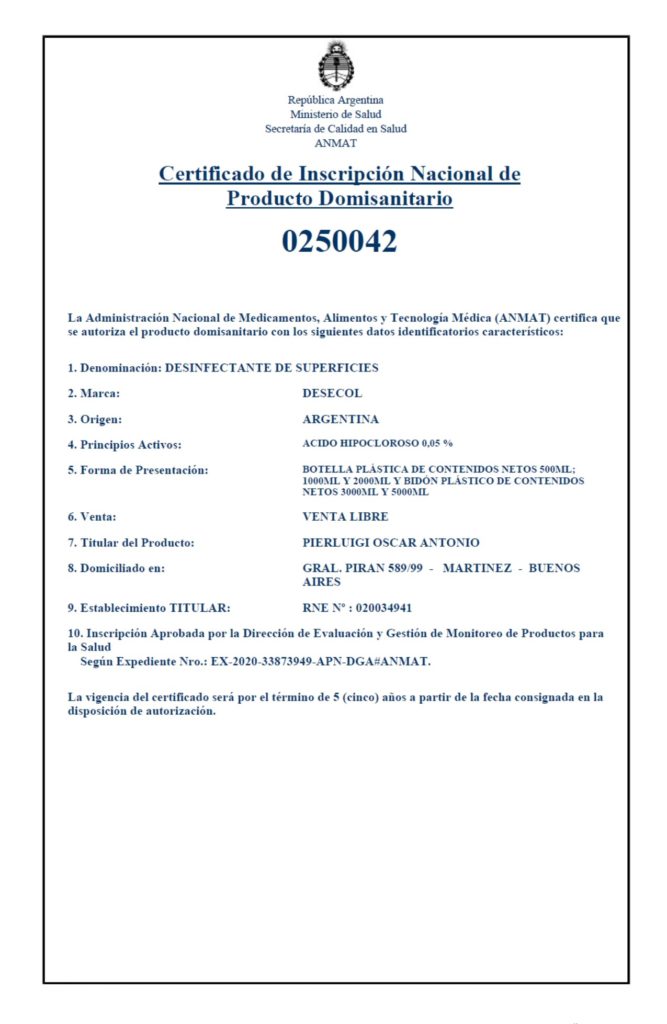 República Argentina
Ministerio de Salud
Secretaría de Calidad en Salud
ANMAT
Certificado de Inscripción Nacional de
Producto Domisanitario
0250042
La Administración Nacional de Medicamentos, Alimentos y Tecnología Médica (ANMAT) certifica que
se autoriza el producto domisanitario con los siguientes datos identificatorios característicos:
1. Denominación: DESINFECTANTE DE SUPERFICIES
2. Marca: DESECOL
3. Origen: ARGENTINA
4. Principios Activos: ACIDO HIPOCLOROSO 0,05 %
5. Forma de Presentación: BOTELLA PLÁSTICA DE CONTENIDOS NETOS 500ML;
1000ML Y 2000ML Y BIDÓN PLÁSTICO DE CONTENIDOS
NETOS 3000ML Y 5000ML
6. Venta: VENTA LIBRE
7. Titular del Producto: PIERLUIGI OSCAR ANTONIO
8. Domiciliado en: GRAL. PIRAN 589/99 - MARTINEZ - BUENOS
AIRES
9. Establecimiento TITULAR: RNE Nº : 020034941
10. Inscripción Aprobada por la Dirección de Evaluación y Gestión de Monitoreo de Productos para
la Salud
Según Expediente Nro.: EX-2020-33873949-APN-DGA#ANMAT.
La vigencia del certificado será por el término de 5 (cinco) años a partir de la fecha consignada en la
disposición de autorización.